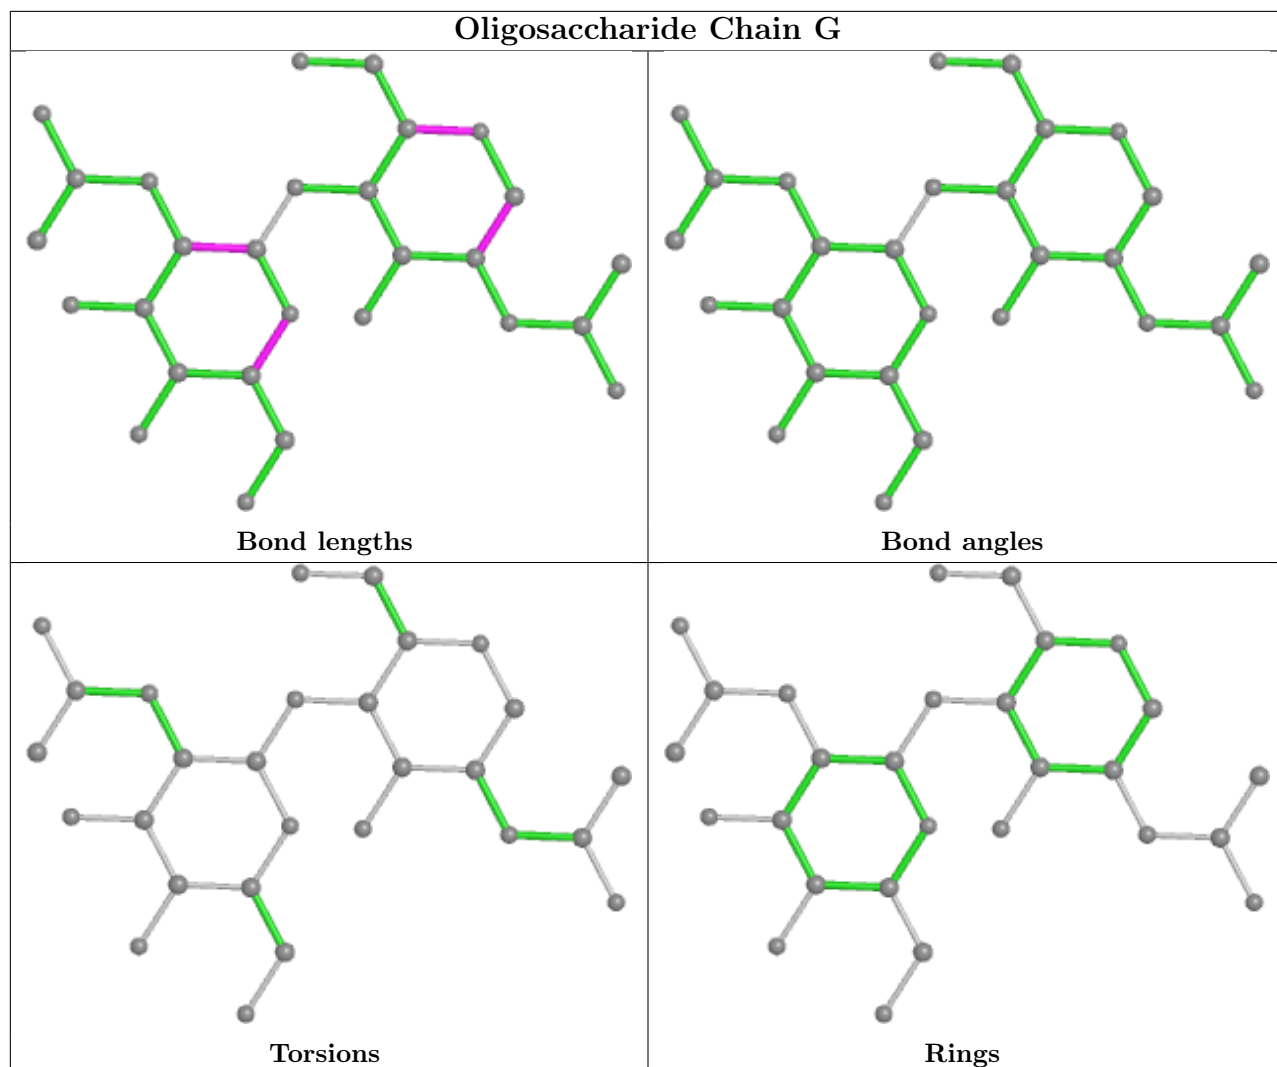 Oligosaccharide Chain G
Bond lengths
Bond angles
Torsions
Rings